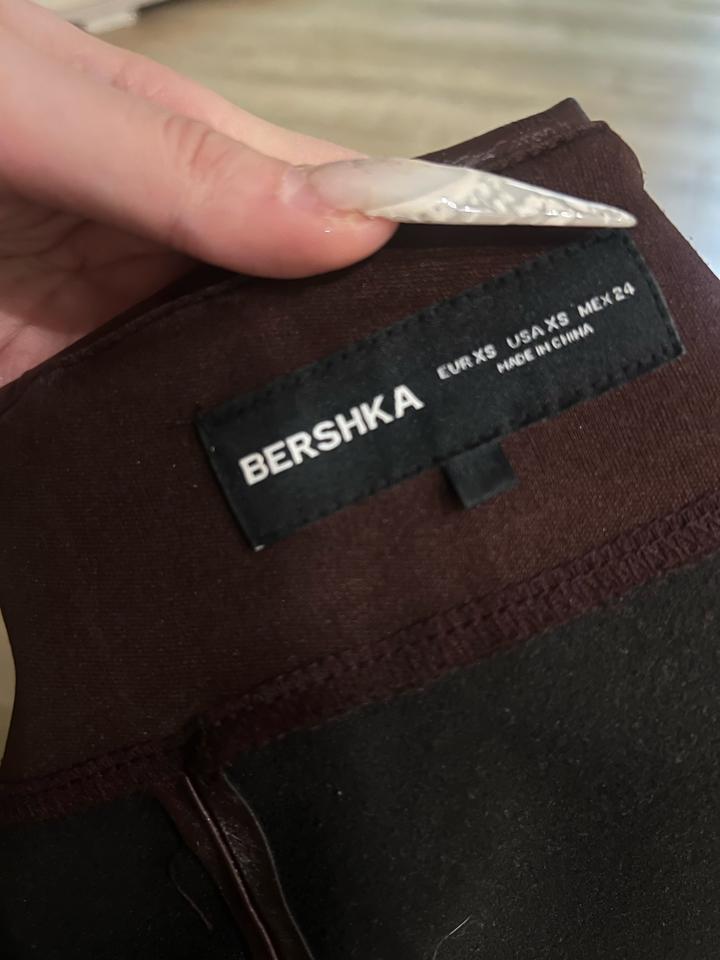 BERSHKA
EUR XS USA XS MEX 24
MADE IN CHINA